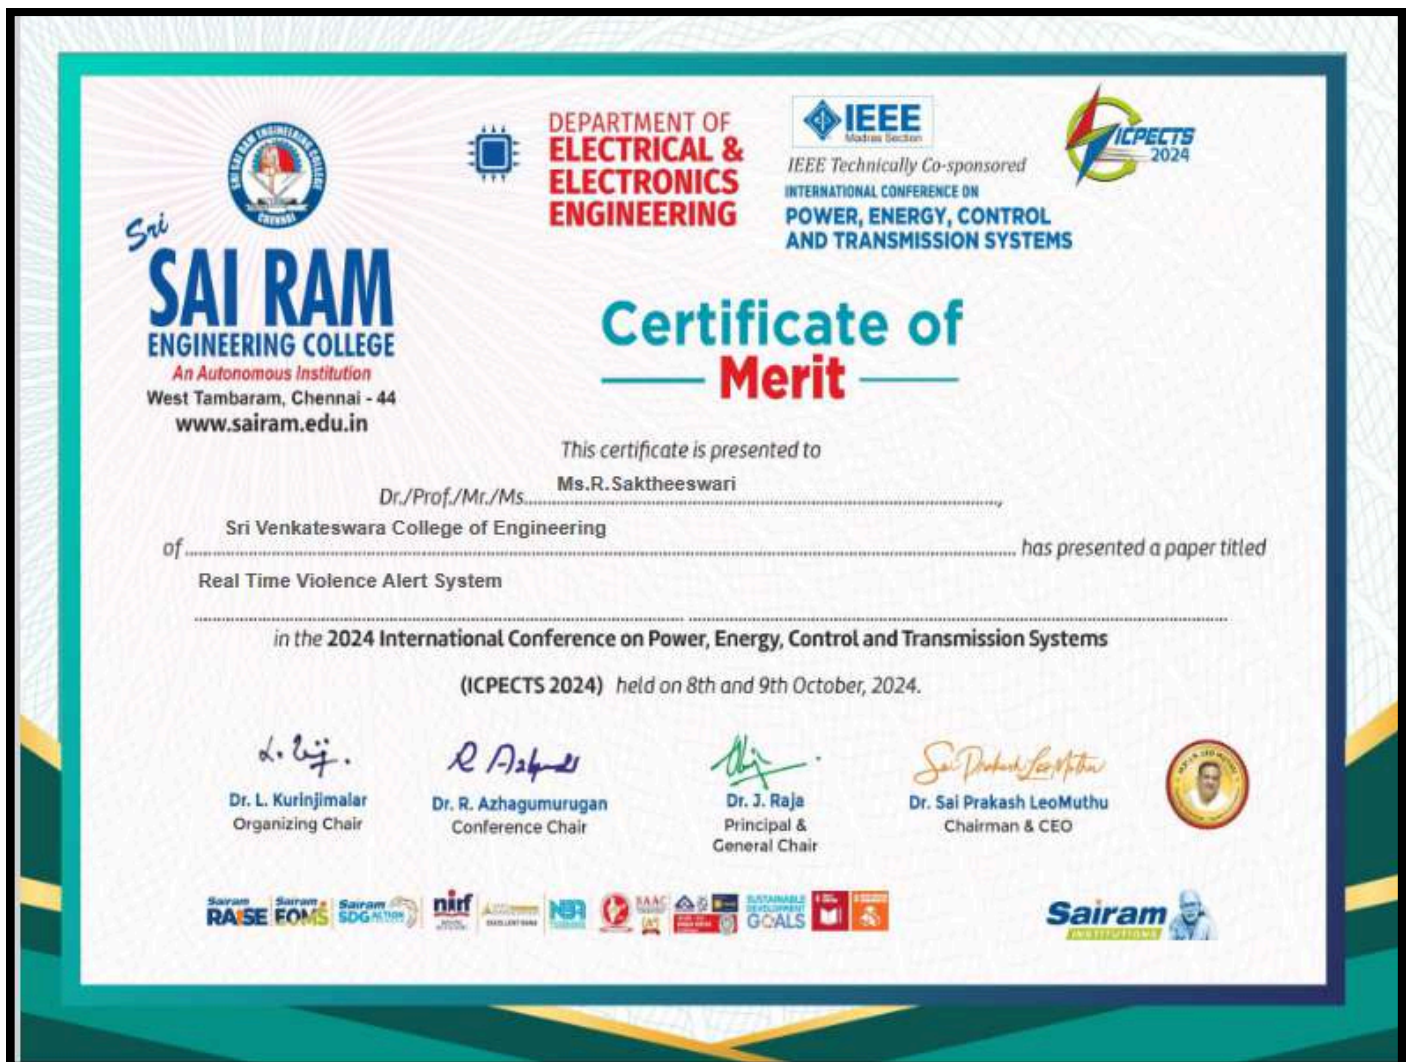 SRI SAI RAM ENGINEERING COLLEGE
CHENNAI
Sri
SAI RAM
ENGINEERING COLLEGE
An Autonomous Institution
West Tambaram, Chennai - 44
www.sairam.edu.in
DEPARTMENT OF
ELECTRICAL &
ELECTRONICS
ENGINEERING
IEEE
Madras Section
IEEE Technically Co-sponsored
INTERNATIONAL CONFERENCE ON
POWER, ENERGY, CONTROL
AND TRANSMISSION SYSTEMS
ICPECTS
2024
Certificate of
Merit
This certificate is presented to
Dr./Prof./Mr./Ms. Ms.R.Saktheeswari,
of Sri Venkateswara College of Engineering has presented a paper titled
Real Time Violence Alert System
in the 2024 International Conference on Power, Energy, Control and Transmission Systems
(ICPECTS 2024) held on 8th and 9th October, 2024.
Dr. L. Kurinjimalar
Organizing Chair
Dr. R. Azhagumurugan
Conference Chair
Dr. J. Raja
Principal &
General Chair
Sai Prakash LeoMuthu
Dr. Sai Prakash LeoMuthu
Chairman & CEO
Sairam
RAISE
Sairam
EOMS
Sairam
SDG ACTION
nirf
NBA
SUSTAINABLE
DEVELOPMENT
GOALS
Sairam
INSTITUTIONS